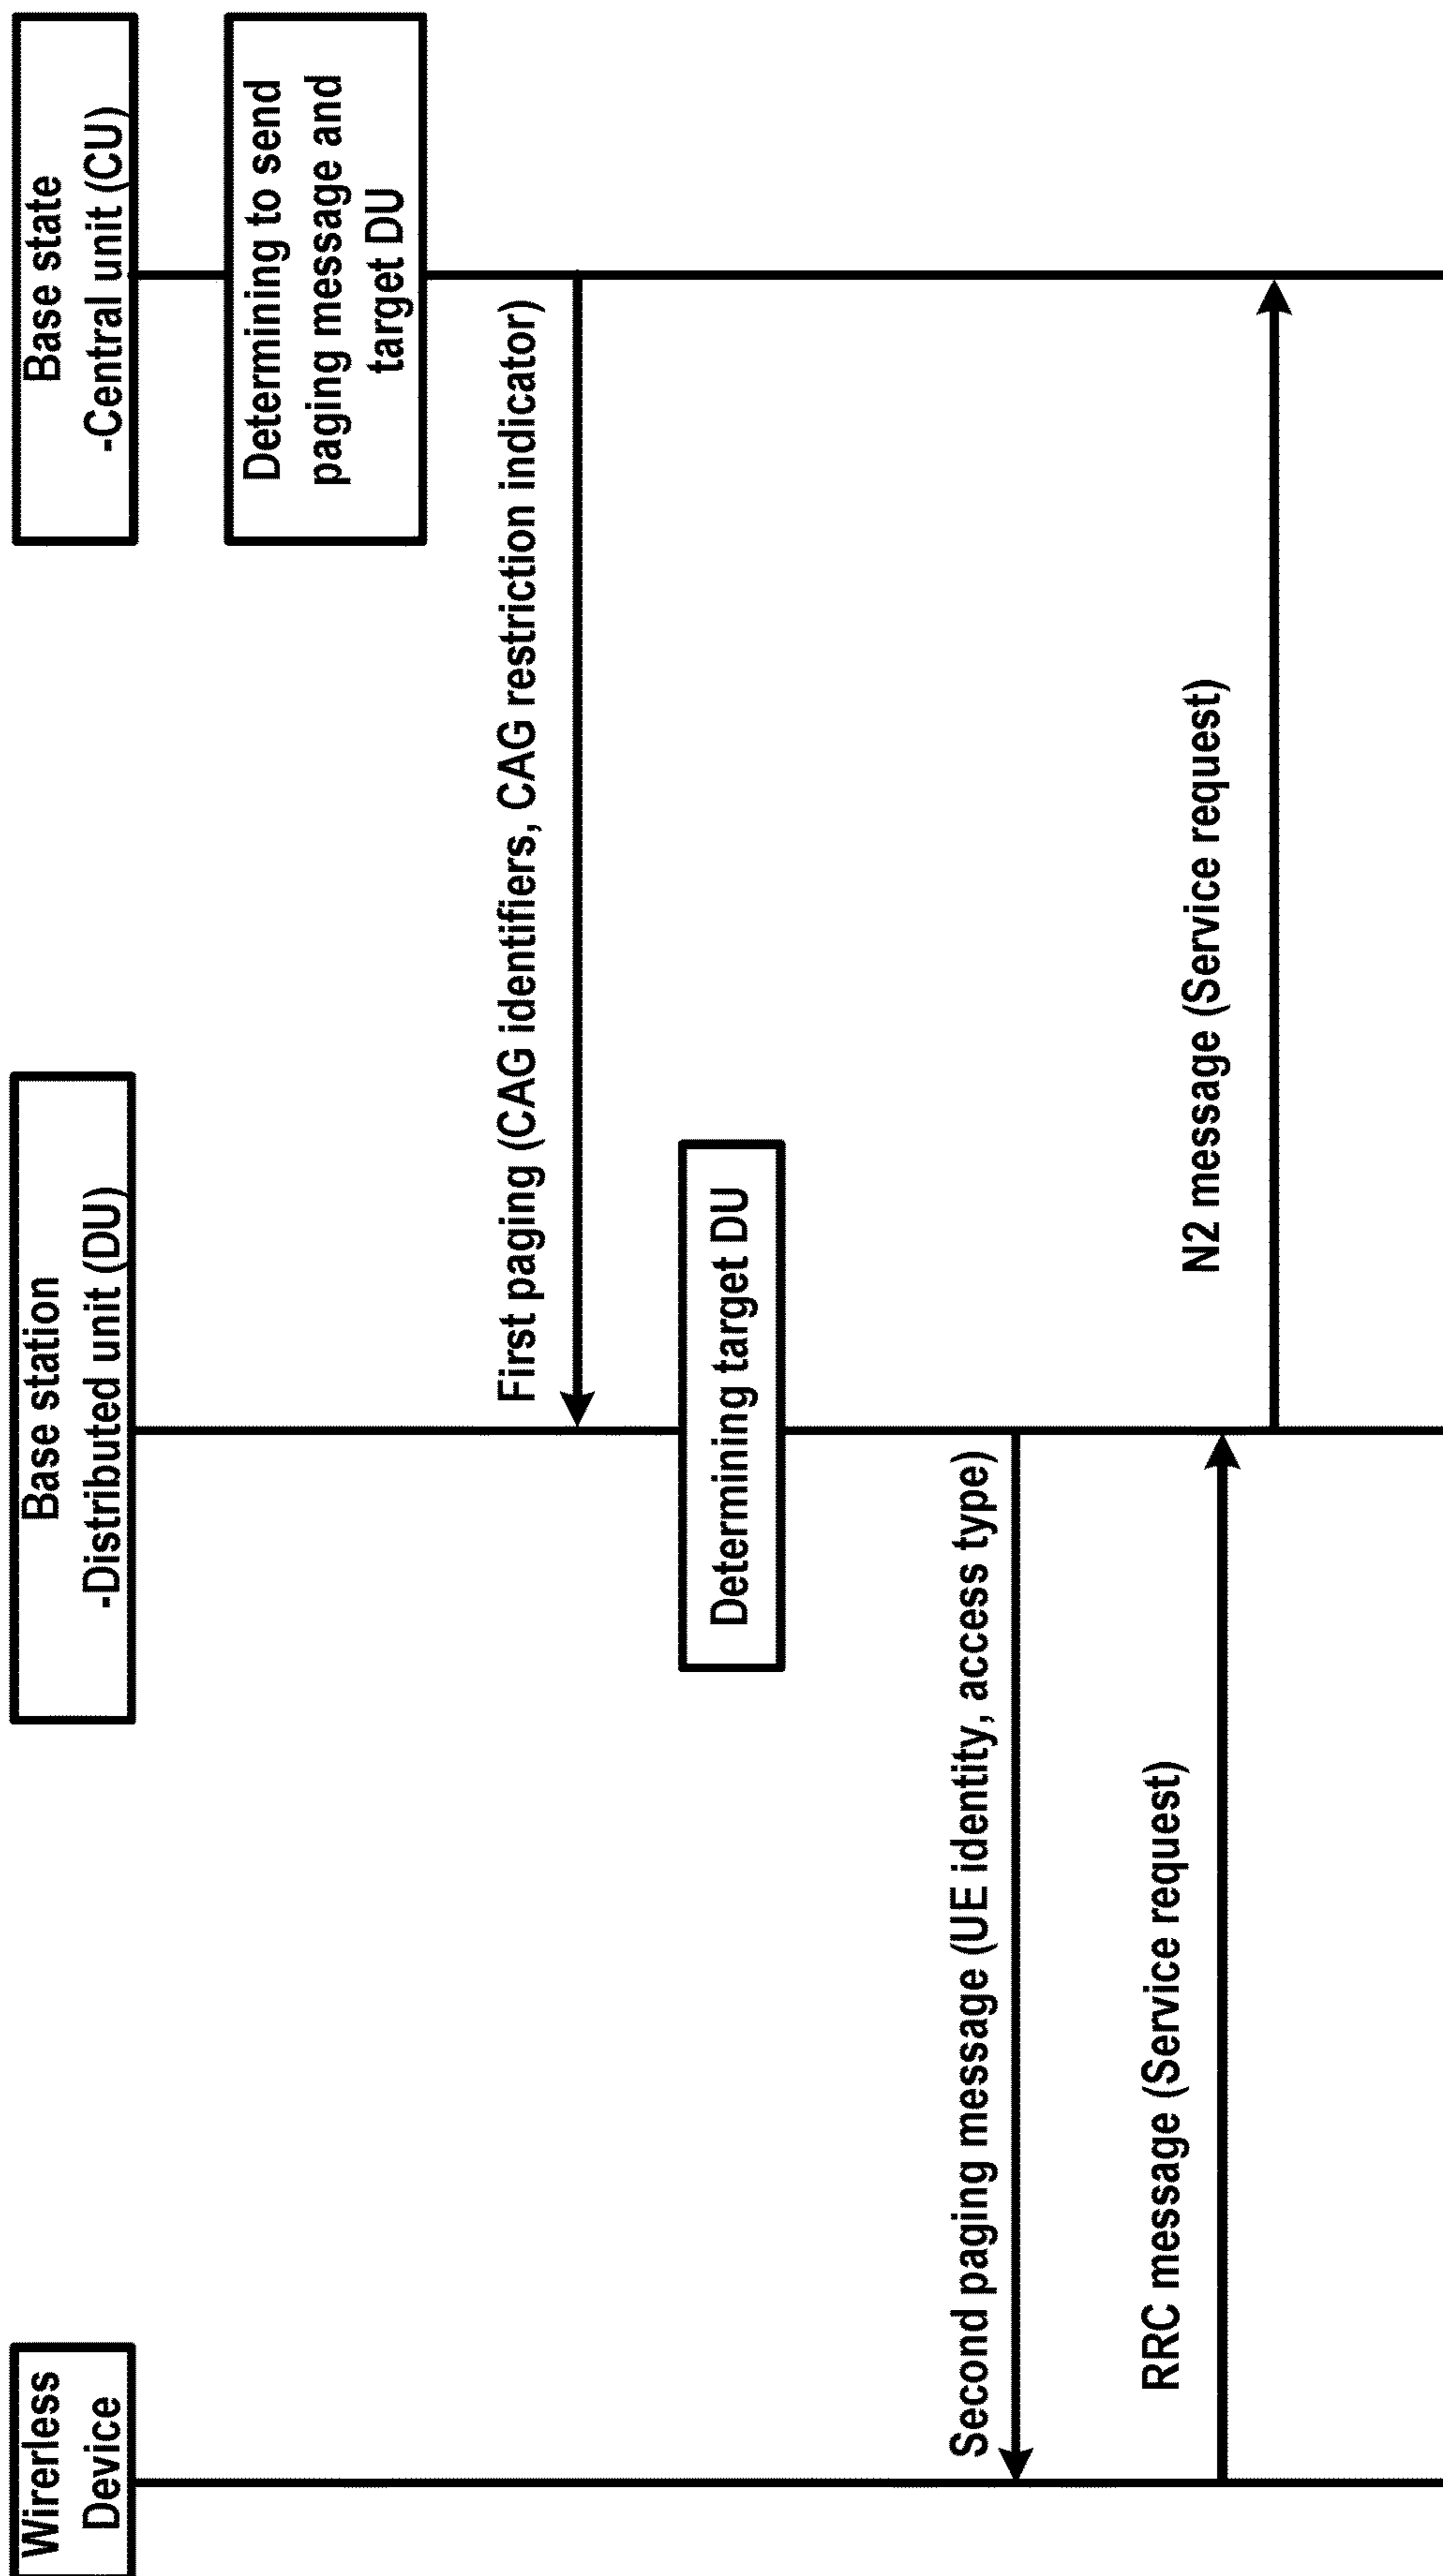 Wirerless
Device
Base station
-Distributed unit (DU)
Base state
-Central unit (CU)
Determining to send
paging message and
target DU
First paging (CAG identifiers, CAG restriction indicator)
Determining target DU
Second paging message (UE identity, access type)
RRC message (Service request)
N2 message (Service request)